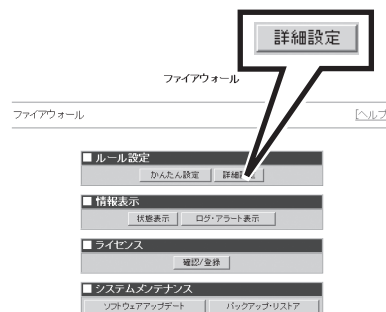 詳細設定
ファイアウォール
ファイアウォール [ヘルプ
■ ルール設定
かんたん設定 詳細
■ 情報表示
状態表示 ログ・アラート表示
■ ライセンス
確認/登録
■ システムメンテナンス
ソフトウェアアップデート バックアップ・リストア